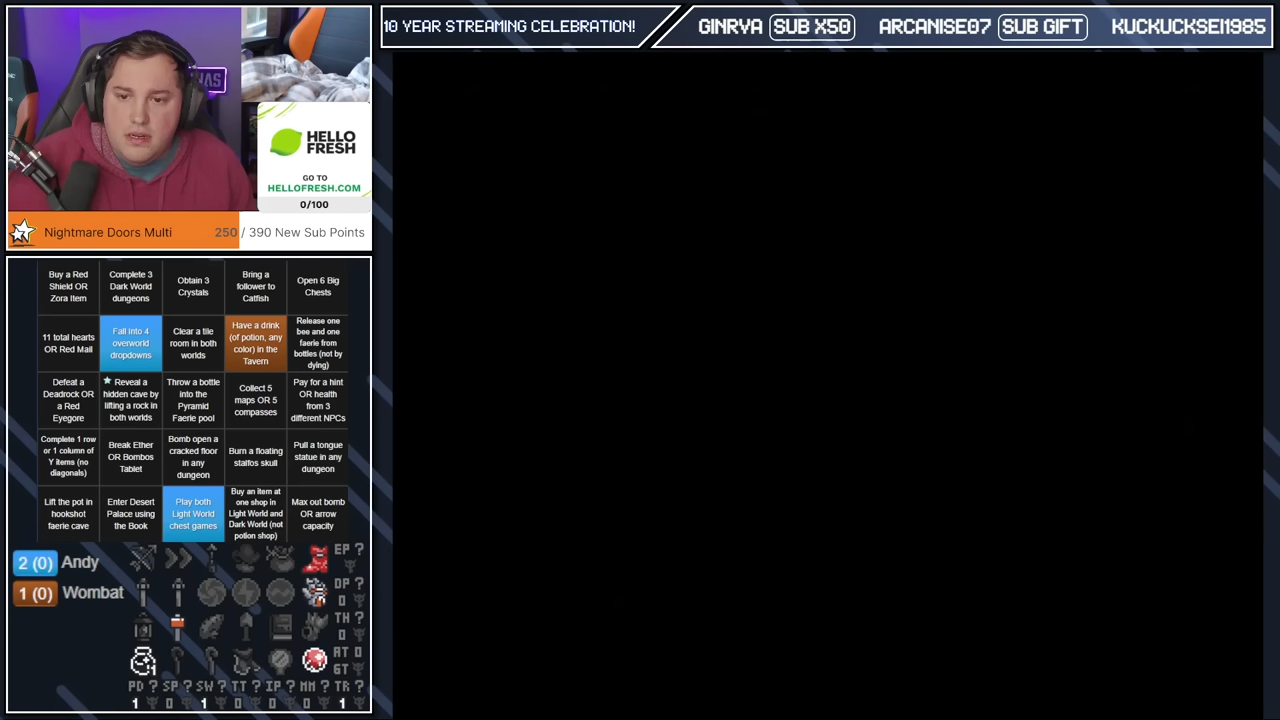 10 YEAR STREAMING CELEBRATION!
GINRYA SUB X50 ARCANISE07 SUB GIFT KUCKUCKSEI1985
HELLO
FRESH
GO TO
HELLOFRESH.COM
0/100
Nightmare Doors Multi 250 / 390 New Sub Points
Buy a Red
Shield OR
Zora Item
Complete 3
Dark World
dungeons
Obtain 3
Crystals
Bring a
follower to
Catfish
Open 6 Big
Chests
11 total hearts
OR Red Mail
Fall into 4
overworld
dropdowns
Clear a tile
room in both
worlds
Have a drink
(of potion, any
color) in the
Tavern
Release one
bee and one
faerie from
bottles (not by
dying)
Defeat a
Deadrock OR
a Red
Eyegore
Reveal a
hidden cave by
lifting a rock in
both worlds
Throw a bottle
into the
Pyramid
Faerie pool
Collect 5
maps OR 5
compasses
Pay for a hint
OR health
from 3
different NPCs
Complete 1 row
or 1 column of
Y items (no
diagonals)
Break Ether
OR Bombos
Tablet
Bomb open a
cracked floor
in any
dungeon
Burn a floating
stalfos skull
Pull a tongue
statue in any
dungeon
Lift the pot in
hookshot
faerie cave
Enter Desert
Palace using
the Book
Play both
Light World
chest games
Buy an item at
one shop in
Light World and
Dark World (not
potion shop)
Max out bomb
OR arrow
capacity
2 (0) Andy
1 (0) Wombat
EP ?
DP ?
0
TH ?
0
1
AT 0
GT
PD ? SP ? SW ? TT ? IP ? MM ? TR ?
1 0 1 0 0 0 1